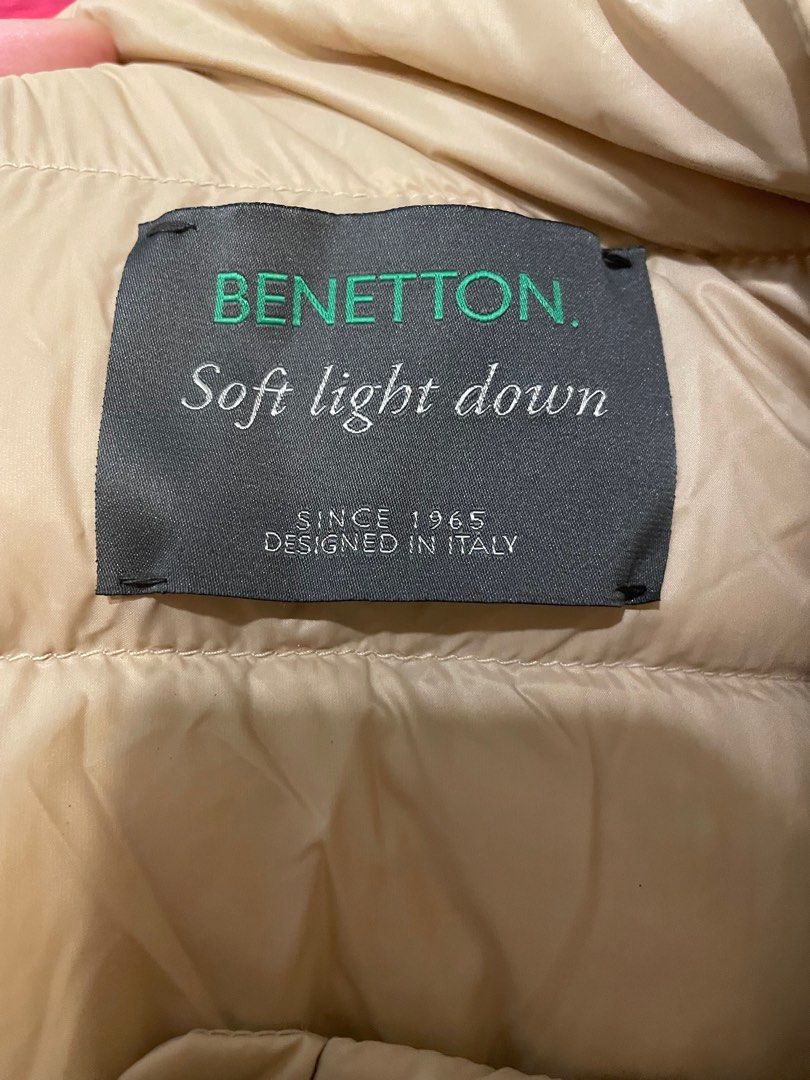 BENETTON.
Soft light down
SINCE 1965
DESIGNED IN ITALY